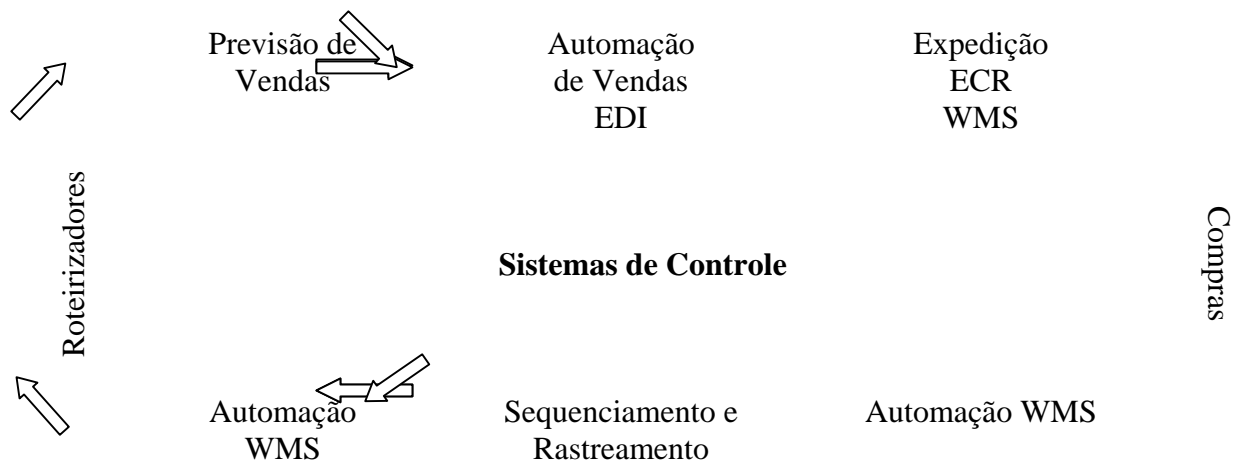 Previsão de
Vendas
Automação
de Vendas
EDI
Expedição
ECR
WMS
Roteirizadores
Sistemas de Controle
Compras
Automação
WMS
Sequenciamento e
Rastreamento
Automação WMS